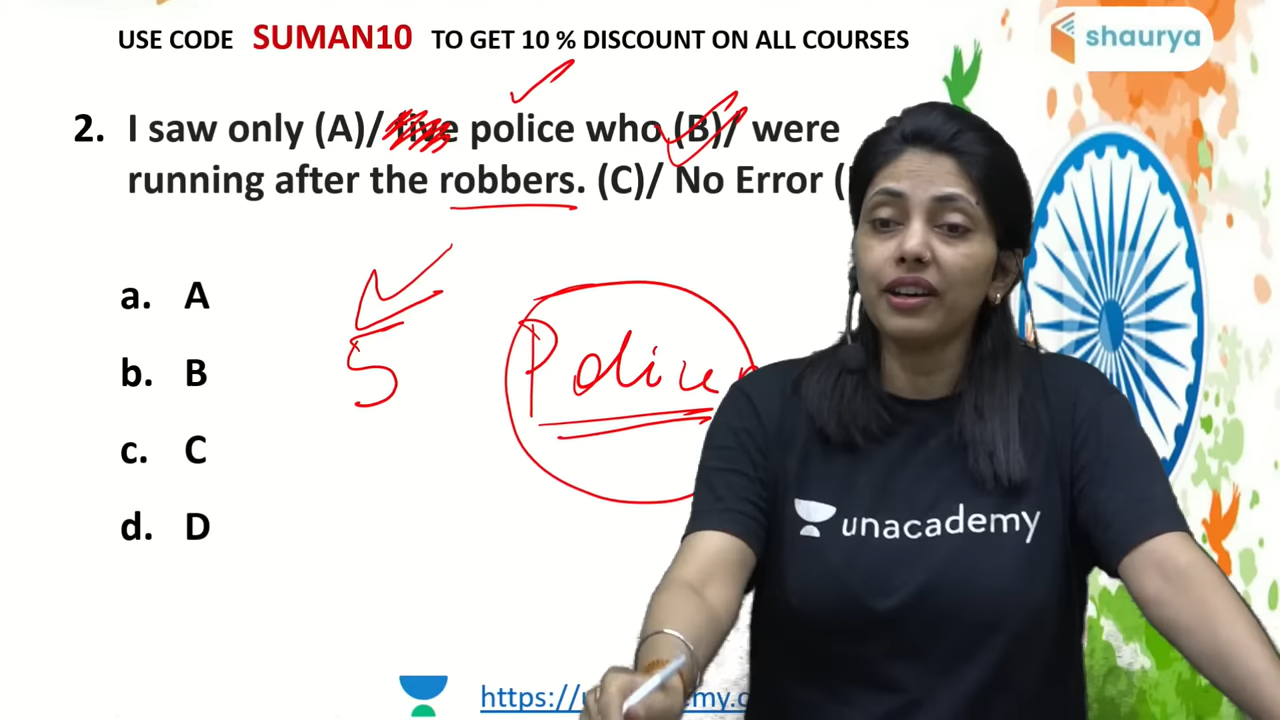 USE CODE SUMAN10 TO GET 10 % DISCOUNT ON ALL COURSES
shaurya
2. I saw only (A)/ five police who (B)/ were
running after the robbers. (C)/ No Error (
a. A
b. B
c. C
d. D
5
Police
unacademy
https://